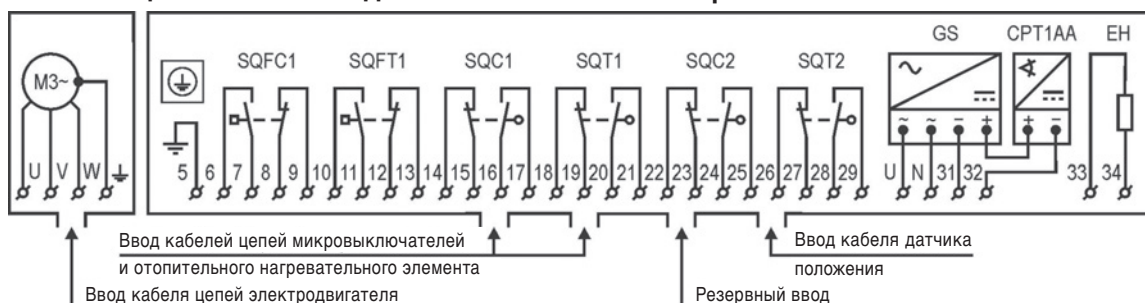 GS CPT1AA EH
SQFC1 SQFT1 SQC1 SQT1 SQC2 SQT2
M3~
~ ~ − + + −
U V W 5 6 7 8 9 10 11 12 13 14 15 16 17 18 19 20 21 22 23 24 25 26 27 28 29 U N 31 32 33 34
Ввод кабелей цепей микровыключателей
и отопительного нагревательного элемента
Ввод кабеля датчика
положения
Ввод кабеля цепей электродвигателя
Резервный ввод